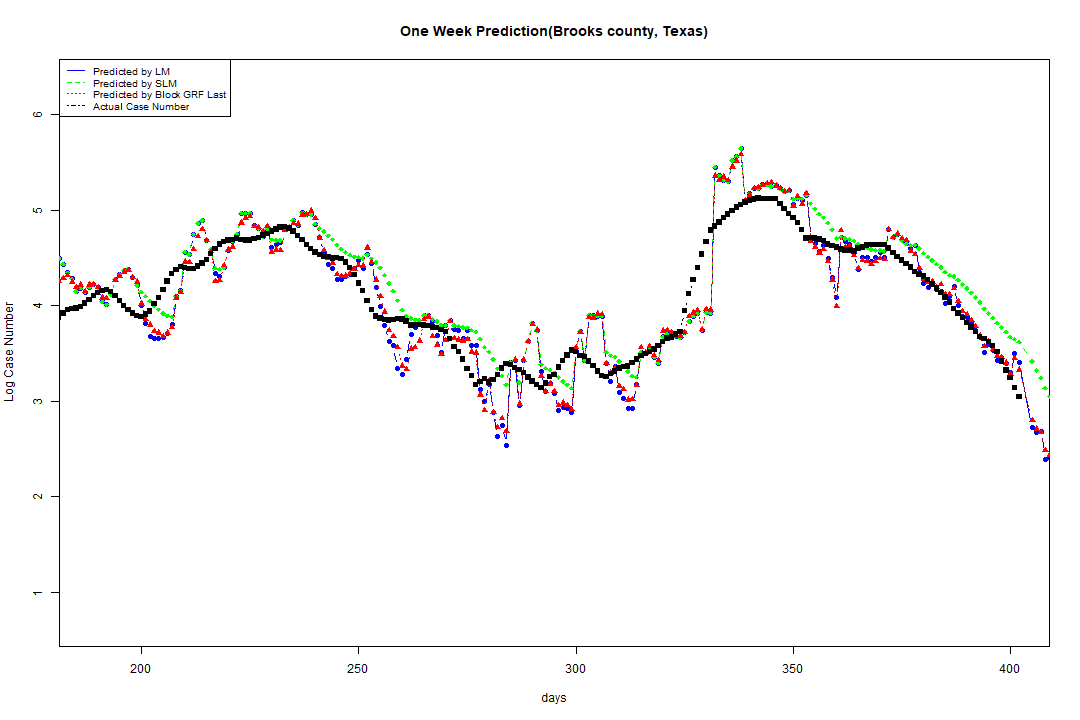 One Week Prediction(Brooks county, Texas)
Predicted by LM
Predicted by SLM
Predicted by Block GRF Last
Actual Case Number
6
5
4
3
2
1
Log Case Number
200 250 300 350 400
days